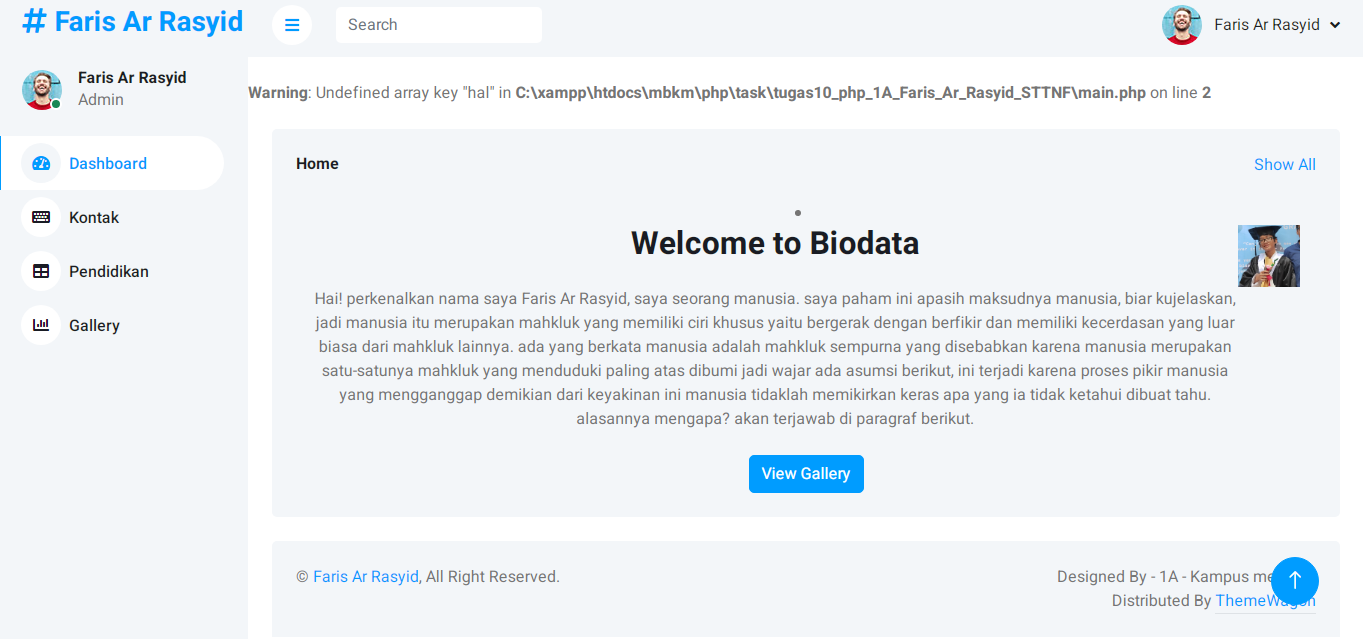 # Faris Ar Rasyid
Search
Faris Ar Rasyid
Faris Ar Rasyid
Admin
Dashboard
Kontak
Pendidikan
Gallery
Warning: Undefined array key "hal" in C:\xampp\htdocs\mbkm\php\task\tugas10_php_1A_Faris_Ar_Rasyid_STTNF\main.php on line 2
Home
Show All
Welcome to Biodata
Hai! perkenalkan nama saya Faris Ar Rasyid, saya seorang manusia. saya paham ini apasih maksudnya manusia, biar kujelaskan,
jadi manusia itu merupakan mahkluk yang memiliki ciri khusus yaitu bergerak dengan berfikir dan memiliki kecerdasan yang luar
biasa dari mahkluk lainnya. ada yang berkata manusia adalah mahkluk sempurna yang disebabkan karena manusia merupakan
satu-satunya mahkluk yang menduduki paling atas dibumi jadi wajar ada asumsi berikut, ini terjadi karena proses pikir manusia
yang mengganggap demikian dari keyakinan ini manusia tidaklah memikirkan keras apa yang ia tidak ketahui dibuat tahu.
alasannya mengapa? akan terjawab di paragraf berikut.
View Gallery
© Faris Ar Rasyid, All Right Reserved.
Designed By - 1A - Kampus
Distributed By ThemeWagon